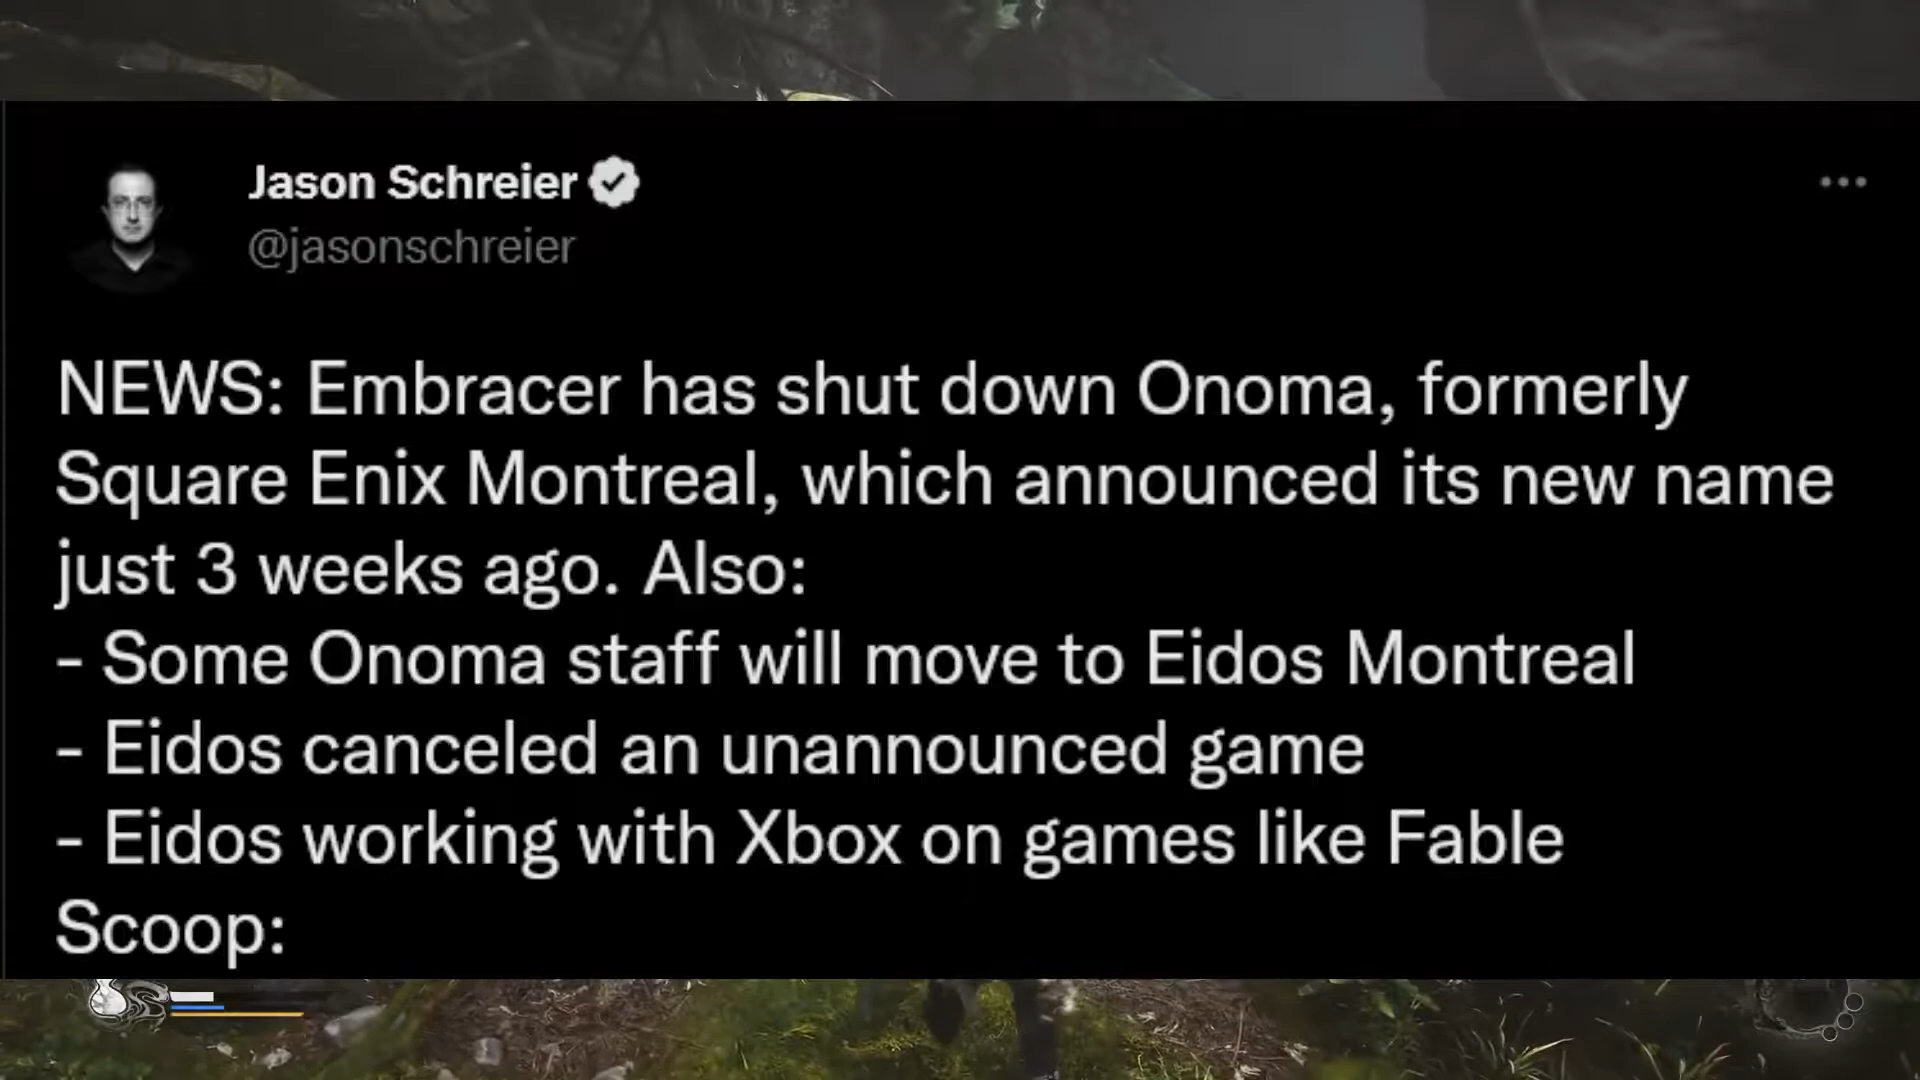 Jason Schreier
@jasonschreier
NEWS: Embracer has shut down Onoma, formerly
Square Enix Montreal, which announced its new name
just 3 weeks ago. Also:
- Some Onoma staff will move to Eidos Montreal
- Eidos canceled an unannounced game
- Eidos working with Xbox on games like Fable
Scoop: